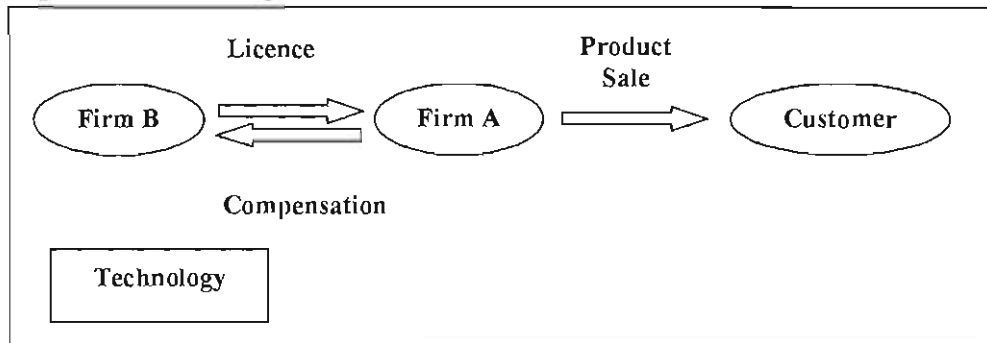 Licence
Product
Sale
Firm B
Firm A
Customer
Compensation
Technology